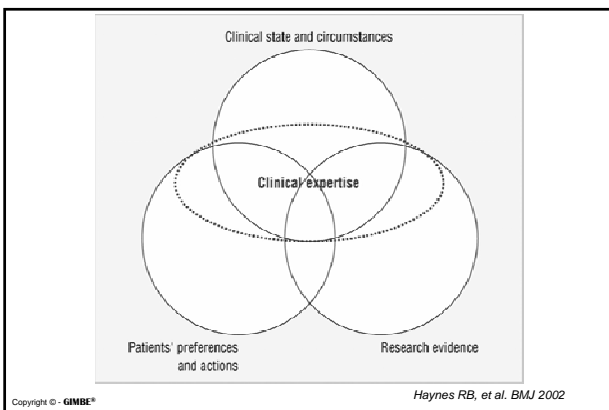 Clinical state and circumstances
Clinical expertise
Patients' preferences
and actions
Research evidence
Haynes RB, et al. BMJ 2002
Copyright © - GIMBE®